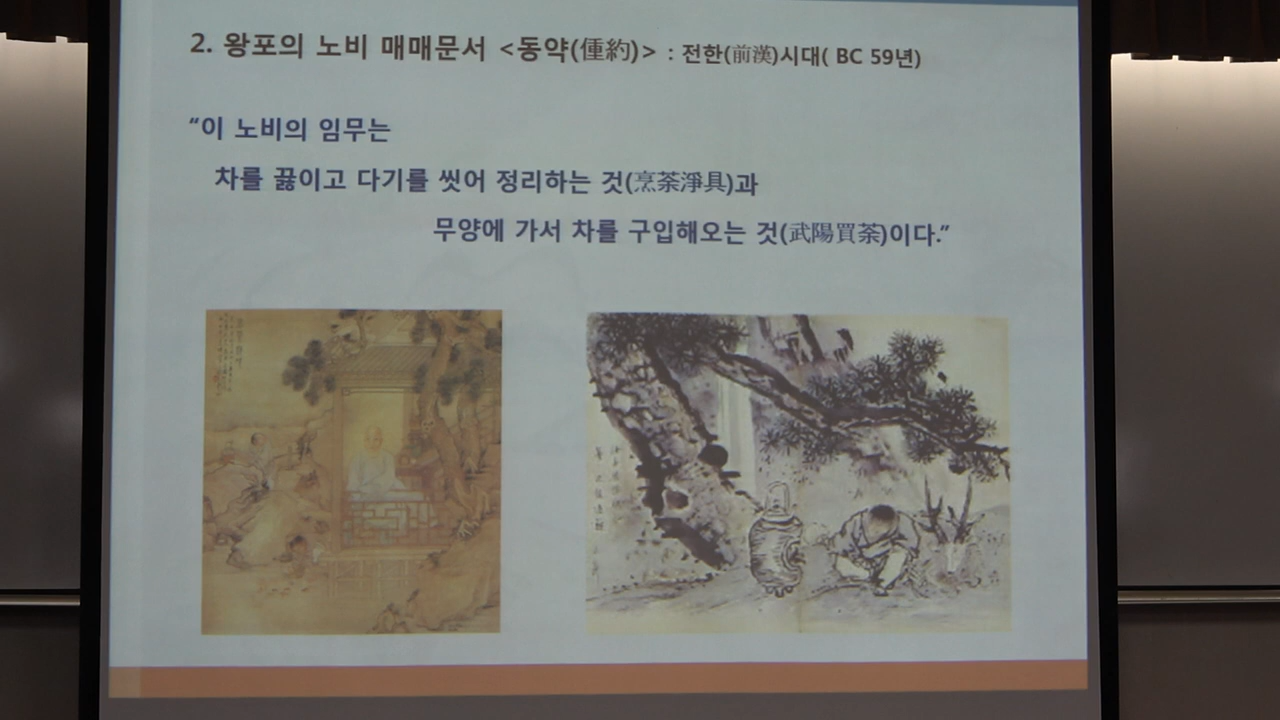 2. 왕포의 노비 매매문서 <동약(僮約)> : 전한(前漢)시대( BC 59년)
“이 노비의 임무는
차를 끓이고 다기를 씻어 정리하는 것(烹茶淨具)과
무양에 가서 차를 구입해오는 것(武陽買茶)이다.”